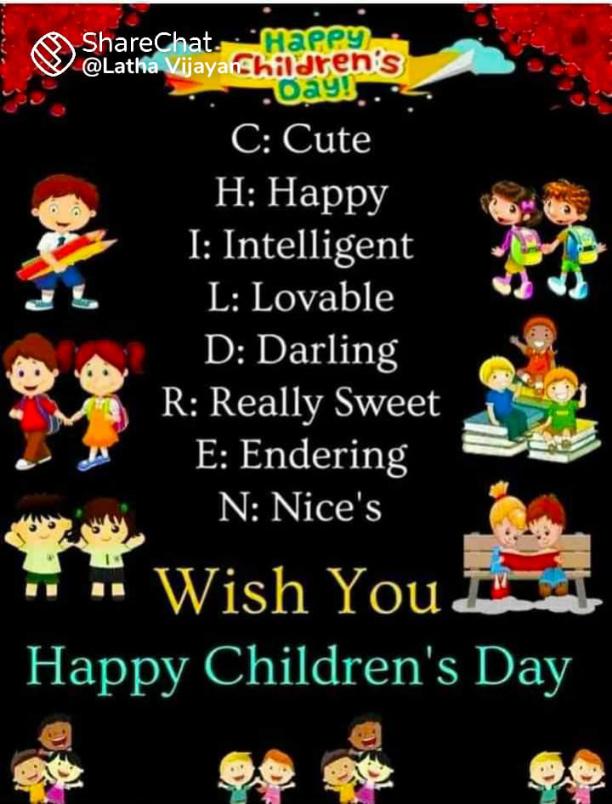 ShareChat
@Latha Vijayan
Happy
Children's
Day!
C: Cute
H: Happy
I: Intelligent
L: Lovable
D: Darling
R: Really Sweet
E: Endering
N: Nice's
Wish You
Happy Children's Day